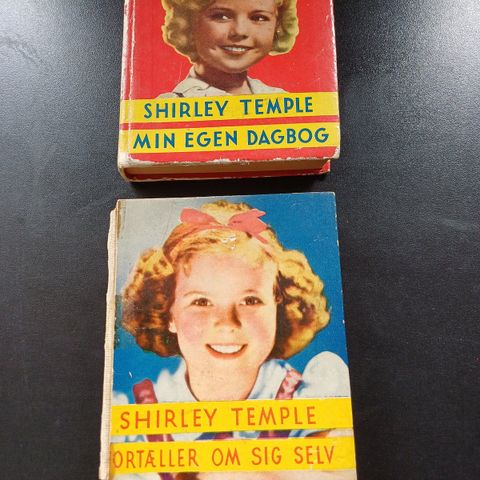 SHIRLEY TEMPLE
MIN EGEN DAGBOG
SHIRLEY TEMPLE
ORTÆLLER OM SIG SELV